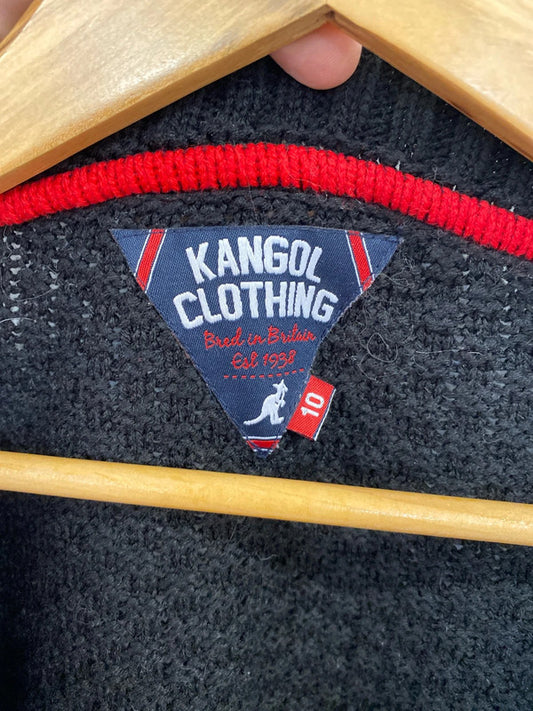 KANGOL
CLOTHING
Bred in Britain
Est 1938
10